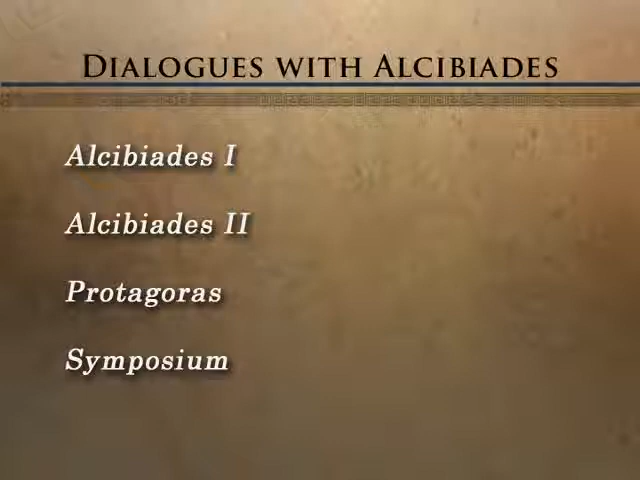 Dialogues with Alcibiades
Alcibiades I
Alcibiades II
Protagoras
Symposium